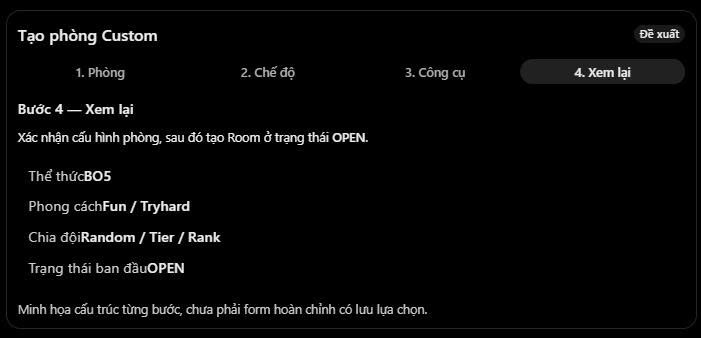 Tạo phòng Custom
Đề xuất
1. Phòng
2. Chế độ
3. Công cụ
4. Xem lại
Bước 4 — Xem lại
Xác nhận cấu hình phòng, sau đó tạo Room ở trạng thái OPEN.
Thể thứcBO5
Phong cáchFun / Tryhard
Chia độiRandom / Tier / Rank
Trạng thái ban đầuOPEN
Minh họa cấu trúc từng bước, chưa phải form hoàn chỉnh có lưu lựa chọn.